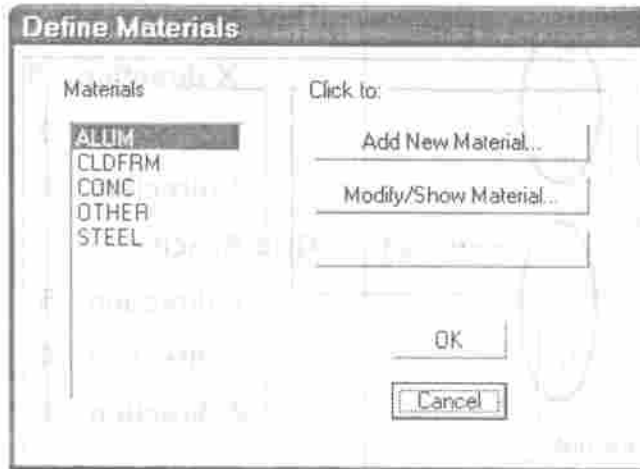 Define Materials
Materials
ALUM
CLDFRM
CONC
OTHER
STEEL
Click to:
Add New Material...
Modify/Show Material...
OK
Cancel